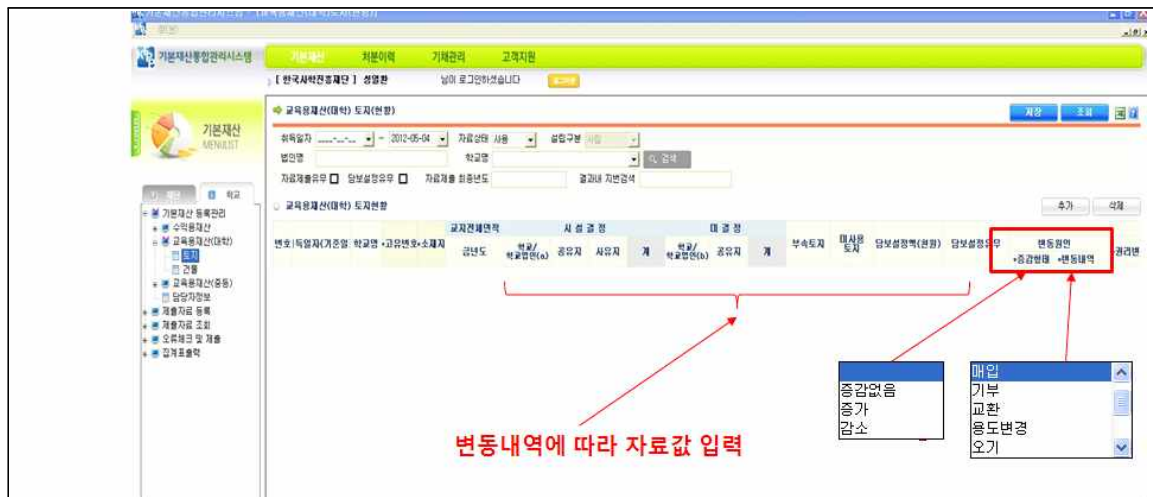 기본재산통합관리시스템
기본재산 처분이력 기채관리 고객지원
[ 한국사학진흥재단 ] 성열환 님이 로그인하셨습니다
기본재산
MENULIST
교육용재산(대학) 토지(현황)
저장 조회
취득일자 ____-__-__ ~ 2012-05-04 자료상태 사용 설립구분 사립
법인명 학교명 검색
자료제출유무 담보설정유무 자료제출 최종년도 결과내 지번검색
학교
기본재산 등록관리
수익용재산
교육용재산(대학)
토지
건물
교육용재산(중등)
담당자정보
제출자료 등록
제출자료 조회
오류체크 및 제출
집계표출력
교육용재산(대학) 토지현황
추가 삭제
교지전체면적 시설결정 미결정
학교명 *고유번호 *소재지 금년도 학교/학교법인(a) 공유지 사유지 계 학교/학교법인(b) 공유지 계 부속토지 미사용토지 담보설정액(천원) 담보설정유무 변동원인
*증감형태 *변동내역
증감없음
증가
감소
매입
기부
교환
용도변경
오기
변동내역에 따라 자료값 입력